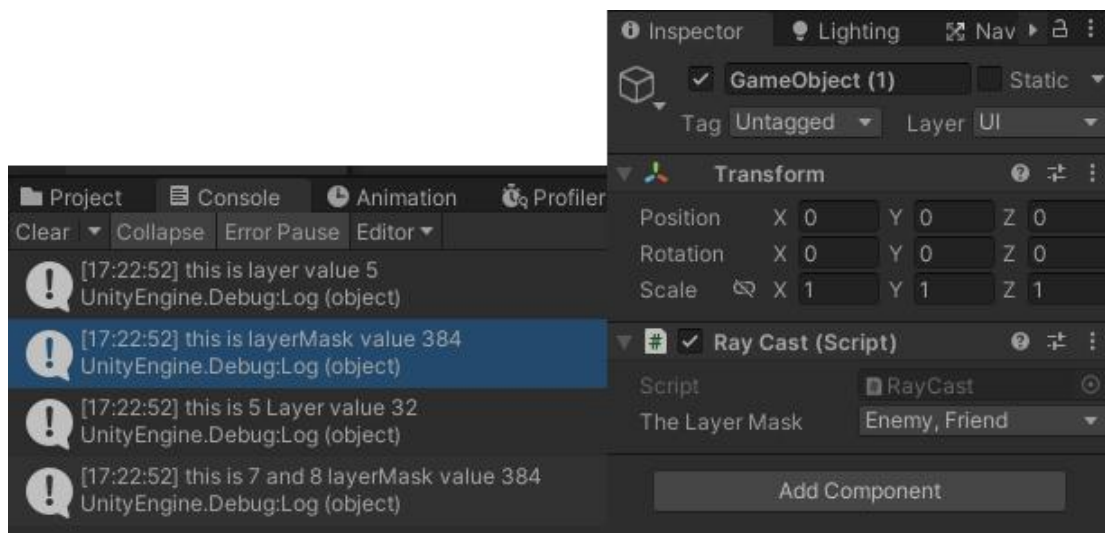 Inspector Lighting Nav
GameObject (1) Static
Tag Untagged Layer UI
Transform
Position X 0 Y 0 Z 0
Rotation X 0 Y 0 Z 0
Scale X 1 Y 1 Z 1
# Ray Cast (Script)
Script RayCast
The Layer Mask Enemy, Friend
Add Component
Project Console Animation Profiler
Clear Collapse Error Pause Editor
[17:22:52] this is layer value 5
UnityEngine.Debug:Log (object)
[17:22:52] this is layerMask value 384
UnityEngine.Debug:Log (object)
[17:22:52] this is 5 Layer value 32
UnityEngine.Debug:Log (object)
[17:22:52] this is 7 and 8 layerMask value 384
UnityEngine.Debug:Log (object)